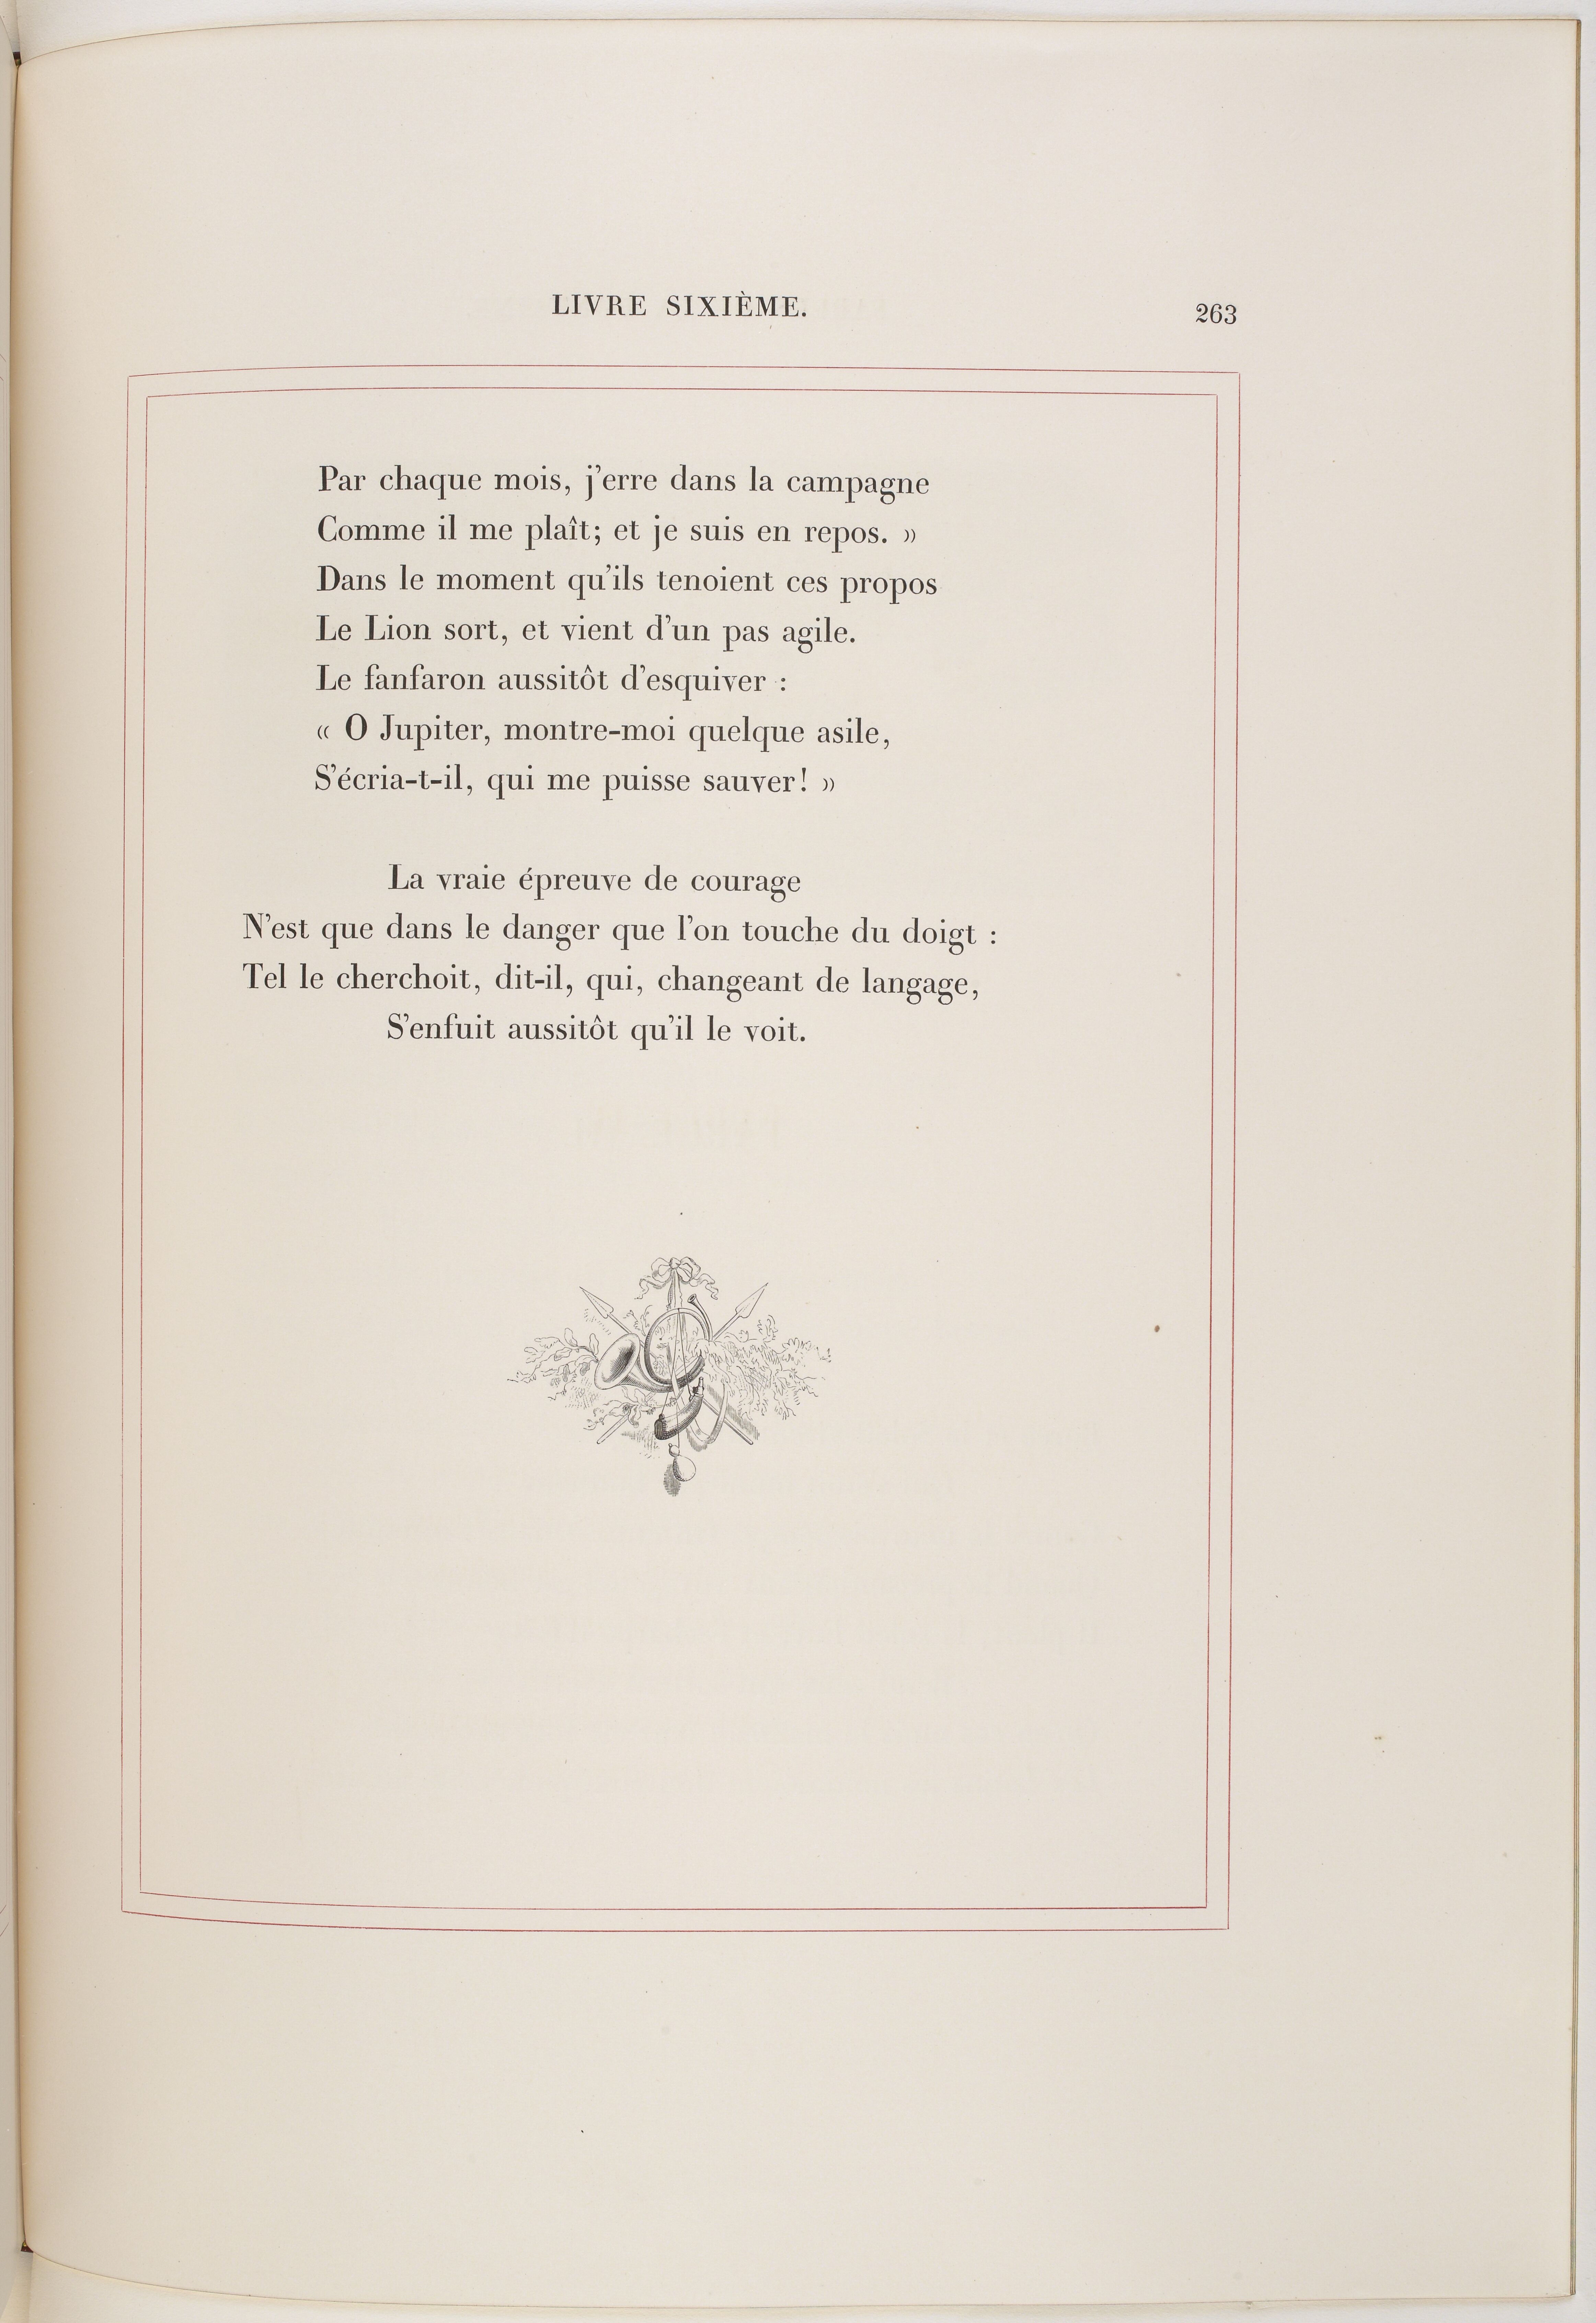 LIVRE SIXIÈME.
263
Par chaque mois, j'erre dans la campagne
Comme il me plaît; et je suis en repos. »
Dans le moment qu'ils tenoient ces propos
Le Lion sort, et vient d'un pas agile.
Le fanfaron aussitôt d'esquiver :
« O Jupiter, montre-moi quelque asile,
S'écria-t-il, qui me puisse sauver! »
La vraie épreuve de courage
N'est que dans le danger que l'on touche du doigt :
Tel le cherchoit, dit-il, qui, changeant de langage,
S'enfuit aussitôt qu'il le voit.